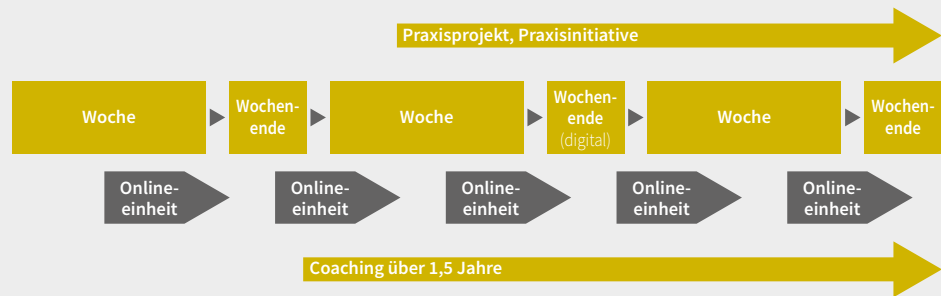 Praxisprojekt, Praxisinitiative
Woche
Wochen-
ende
Woche
Wochen-
ende
(digital)
Woche
Wochen-
ende
Online-
einheit
Online-
einheit
Online-
einheit
Online-
einheit
Online-
einheit
Coaching über 1,5 Jahre